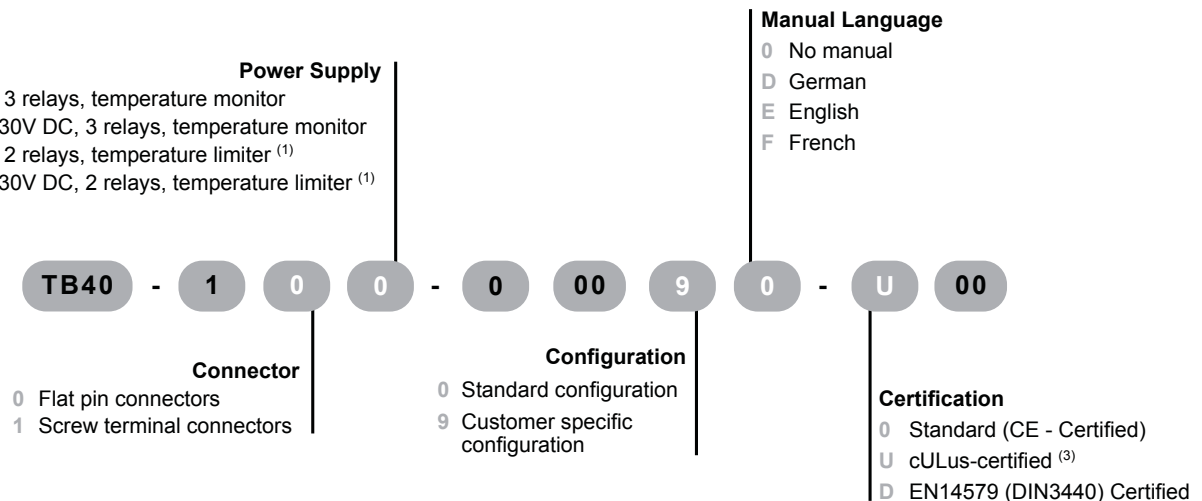 Manual Language
0 No manual
D German
E English
F French
Power Supply
3 relays, temperature monitor
30V DC, 3 relays, temperature monitor
2 relays, temperature limiter (1)
30V DC, 2 relays, temperature limiter (1)
TB40 - 1 0 0 - 0 00 9 0 - U 00
Connector
0 Flat pin connectors
1 Screw terminal connectors
Configuration
0 Standard configuration
9 Customer specific
configuration
Certification
0 Standard (CE - Certified)
U cULus-certified (3)
D EN14579 (DIN3440) Certified